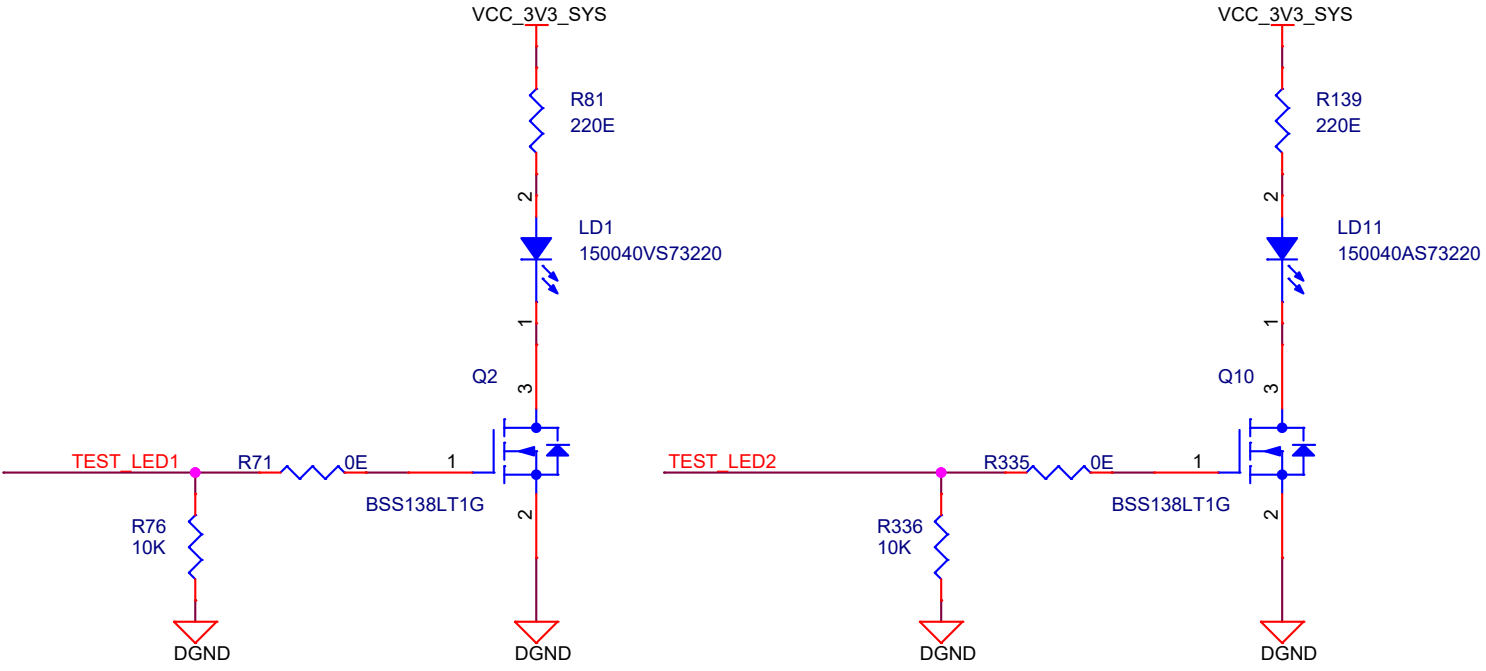 VCC_3V3_SYS
R81
220E
2
LD1
150040VS73220
1
Q2
3
TEST_LED1
R71
0E
1
BSS138LT1G
2
R76
10K
DGND
DGND
VCC_3V3_SYS
R139
220E
2
LD11
150040AS73220
1
Q10
3
TEST_LED2
R335
0E
1
BSS138LT1G
2
R336
10K
DGND
DGND